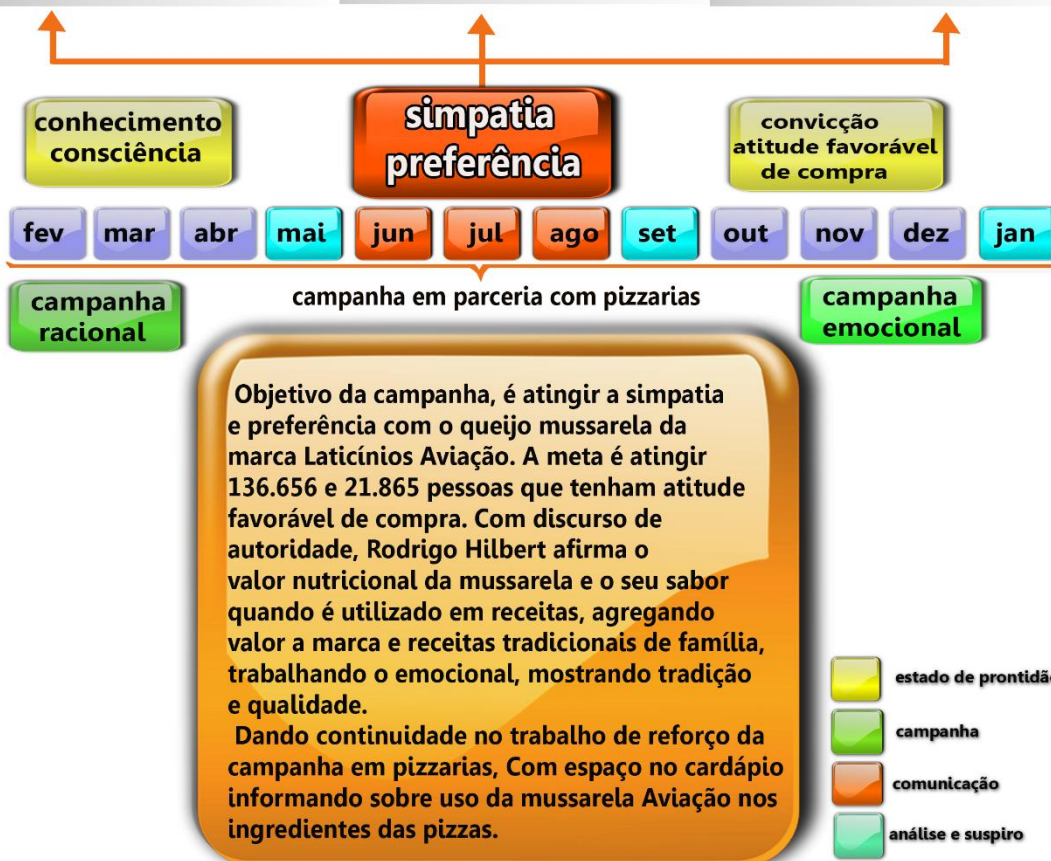 conhecimento
consciência
simpatia
preferência
convicção
atitude favorável
de compra
fev mar abr mai jun jul ago set out nov dez jan
campanha
racional
campanha em parceria com pizzarias
campanha
emocional
Objetivo da campanha, é atingir a simpatia
e preferência com o queijo mussarela da
marca Laticínios Aviação. A meta é atingir
136.656 e 21.865 pessoas que tenham atitude
favorável de compra. Com discurso de
autoridade, Rodrigo Hilbert afirma o
valor nutricional da mussarela e o seu sabor
quando é utilizado em receitas, agregando
valor a marca e receitas tradicionais de família,
trabalhando o emocional, mostrando tradição
e qualidade.
Dando continuidade no trabalho de reforço da
campanha em pizzarias, Com espaço no cardápio
informando sobre uso da mussarela Aviação nos
ingredientes das pizzas.
estado de prontidão
campanha
comunicação
análise e suspiro